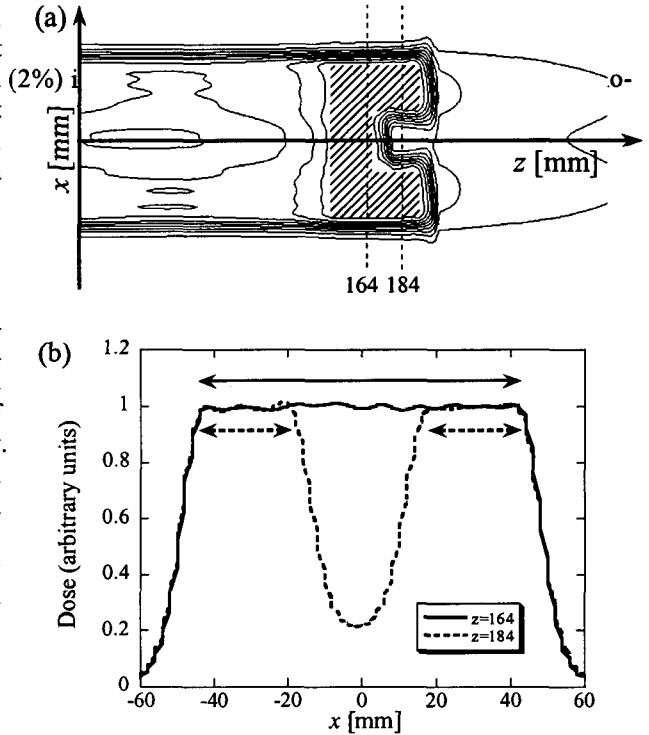 (a)
(2%) i
o-
x [mm]
z [mm]
164 184
(b)
1.2
1
0.8
0.6
0.4
0.2
0
Dose (arbitrary units)
z=164
z=184
-60 -40 -20 0 20 40 60
x [mm]